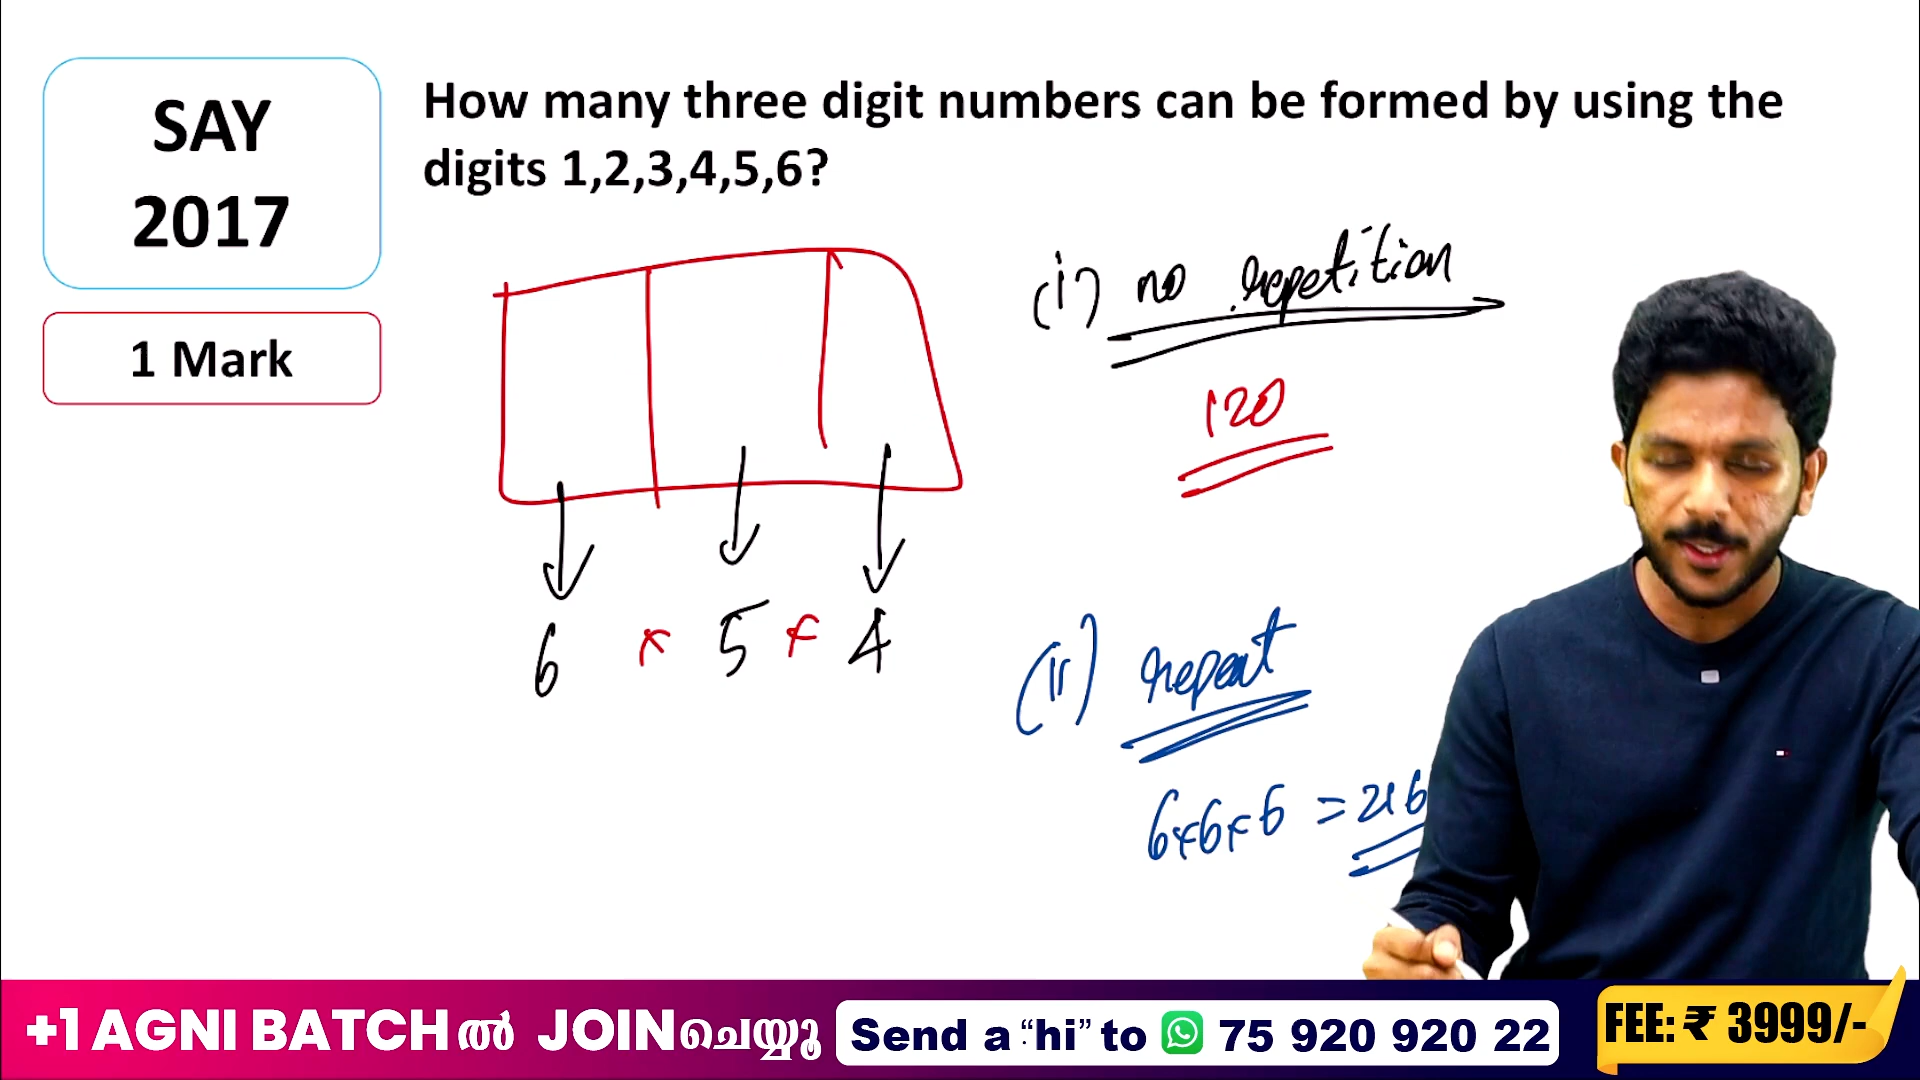 SAY
2017
1 Mark
How many three digit numbers can be formed by using the
digits 1,2,3,4,5,6?
(i) no repetition
120
6 × 5 × 4
(ii) repeat
6×6×6 = 216
+1 AGNI BATCH ൽ JOIN ചെയ്യൂ
Send a “hi” to 75 920 920 22
FEE: ₹ 3999/-